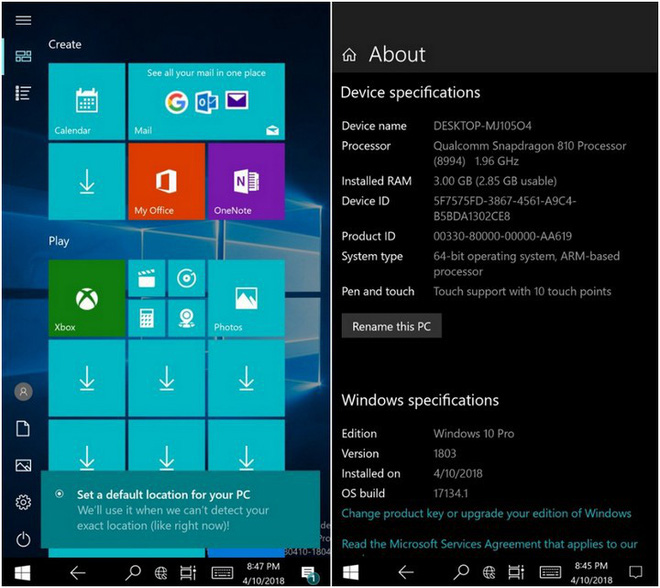 Create
See all your mail in one place
Calendar
Mail
My Office
OneNote
Play
Xbox
Photos
Set a default location for your PC
We'll use it when we can't detect your
exact location (like right now)!
8:47 PM
4/10/2018
1
About
Device specifications
Device name DESKTOP-MJ105O4
Processor Qualcomm Snapdragon 810 Processor
(8994) 1.96 GHz
Installed RAM 3.00 GB (2.85 GB usable)
Device ID 5F7575FD-3867-4561-A9C4-
B5BDA1302CE8
Product ID 00330-80000-00000-AA619
System type 64-bit operating system, ARM-based
processor
Pen and touch Touch support with 10 touch points
Rename this PC
Windows specifications
Edition Windows 10 Pro
Version 1803
Installed on 4/10/2018
OS build 17134.1
Change product key or upgrade your edition of Windows
Read the Microsoft Services Agreement that applies to our
8:45 PM
4/10/2018